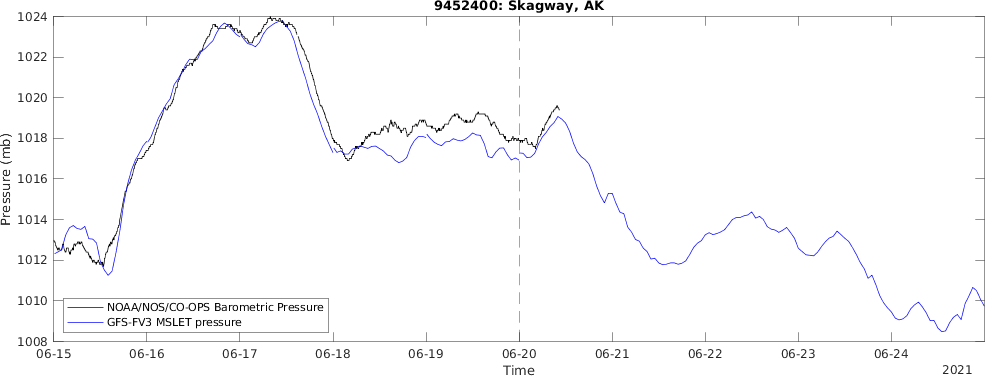 9452400: Skagway, AK
1024
1022
1020
1018
1016
1014
1012
1010
1008
Pressure (mb)
NOAA/NOS/CO-OPS Barometric Pressure
GFS-FV3 MSLET pressure
06-15 06-16 06-17 06-18 06-19 06-20 06-21 06-22 06-23 06-24
Time
2021